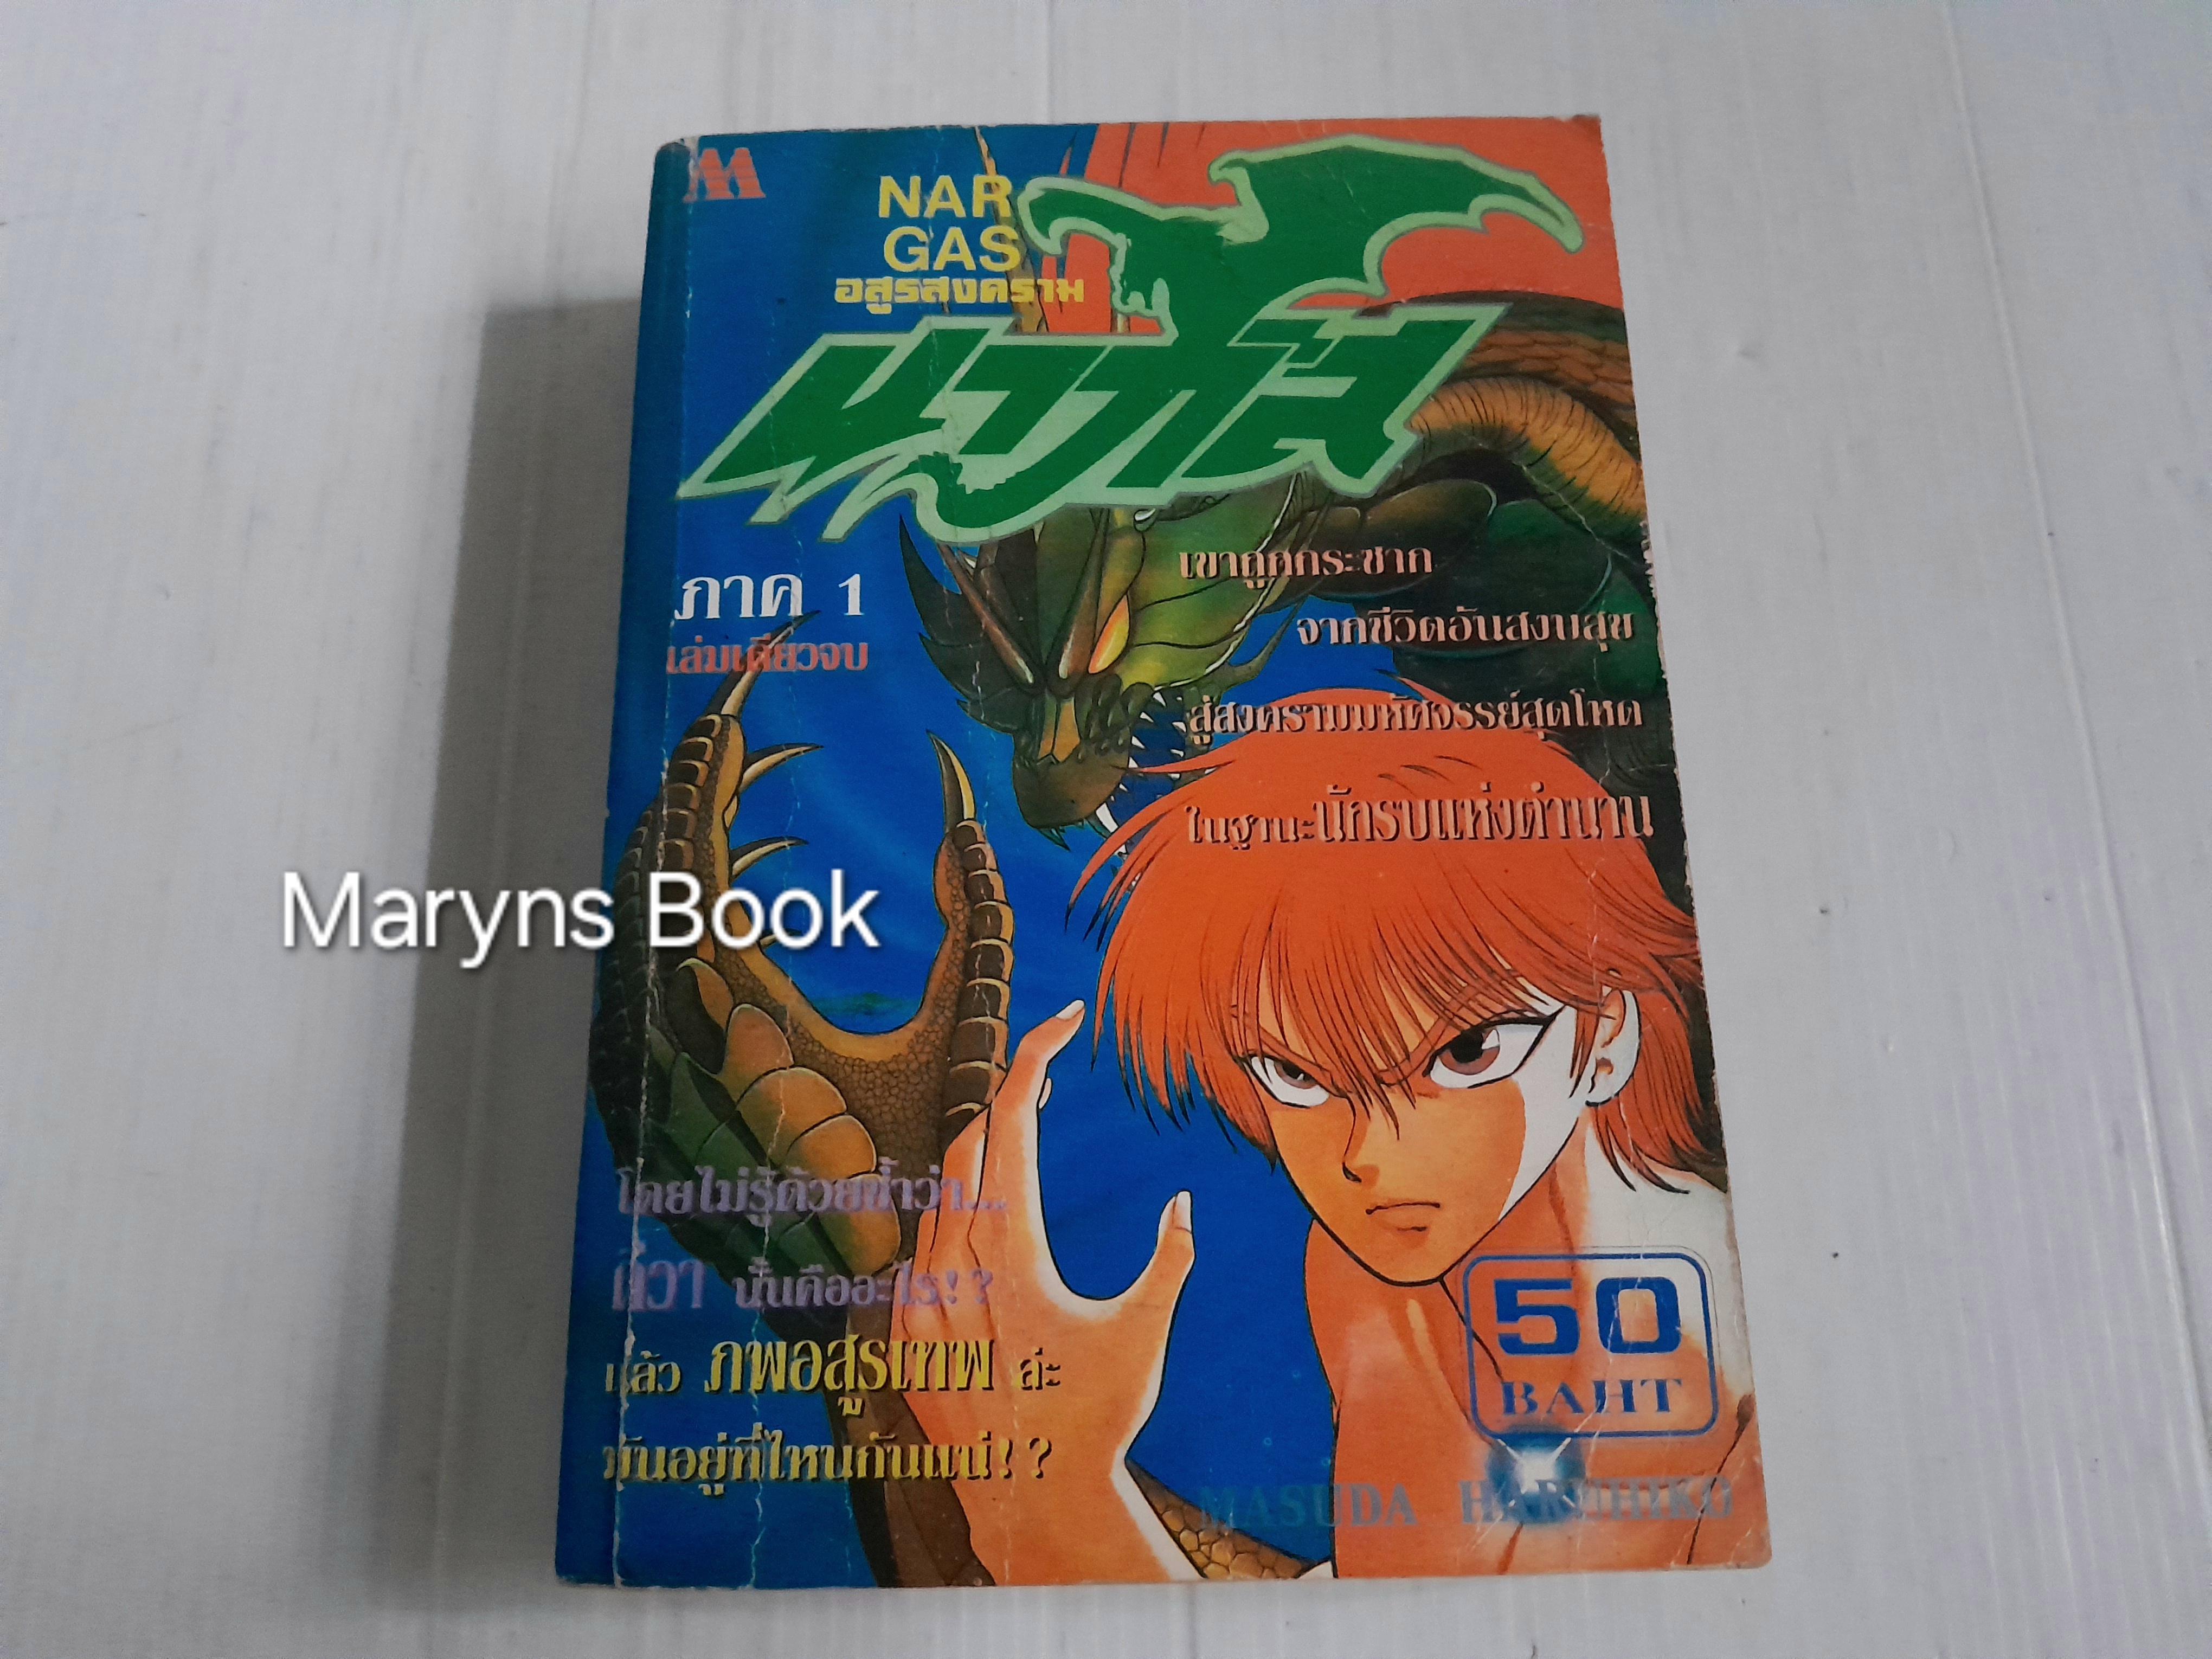 NAR
GAS
อสูรสงคราม
นากัส
ภาค 1
เล่มเดียวจบ
เขาถูกกระชาก
จากชีวิตอันสงบสุข
สู่สงครามมหัศจรรย์สุดโหด
ในฐานะนักรบแห่งตำนาน
Maryns Book
โดยไม่รู้ด้วยซ้ำว่า....
ดีวา นั้นคืออะไร!?
แล้ว ภพอสูรเทพ ล่ะ
มันอยู่ที่ไหนกันแน่!?
50
BAHT
MASUDA HARUHIKO